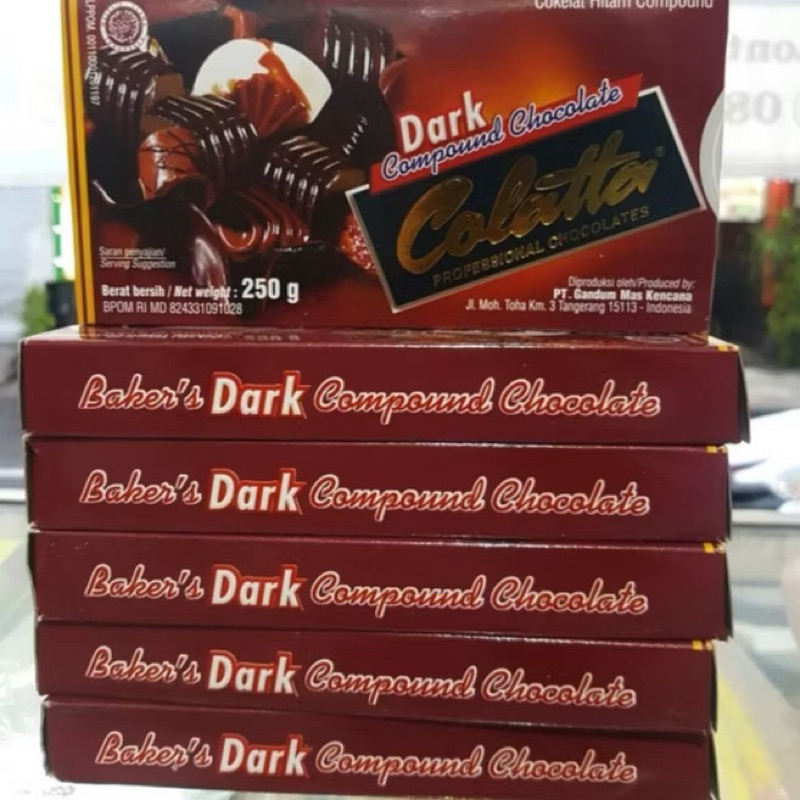 Cokelat Hitam Compound
Dark
Compound Chocolate
Colatta®
PROFESSIONAL CHOCOLATES
Saran penyajian/
Serving Suggestion
Berat bersih / Net weight : 250 g
BPOM RI MD 824331091028
Diproduksi oleh/Produced by:
PT. Gandum Mas Kencana
Jl. Moh. Toha Km. 3 Tangerang 15113 - Indonesia
Baker's Dark Compound Chocolate
Baker's Dark Compound Chocolate
Baker's Dark Compound Chocolate
Baker's Dark Compound Chocolate
Baker's Dark Compound Chocolate